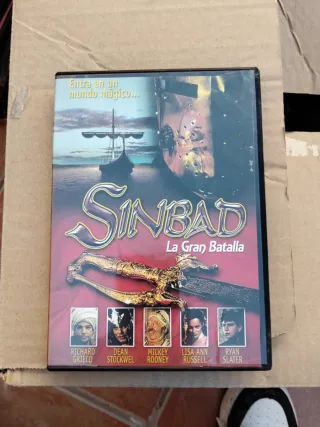 Entra en un
mundo mágico...
SINBAD
La Gran Batalla
RICHARD GRIECO
DEAN STOCKWEL
MICKEY ROONEY
LISA ANN RUSSELL
RYAN SLATER